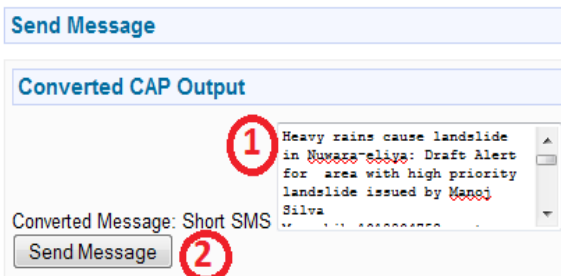 Send Message
Converted CAP Output
1
Heavy rains cause landslide
in Nuwara-eliya: Draft Alert
for area with high priority
landslide issued by Manoj
Silva
Converted Message: Short SMS
Send Message
2